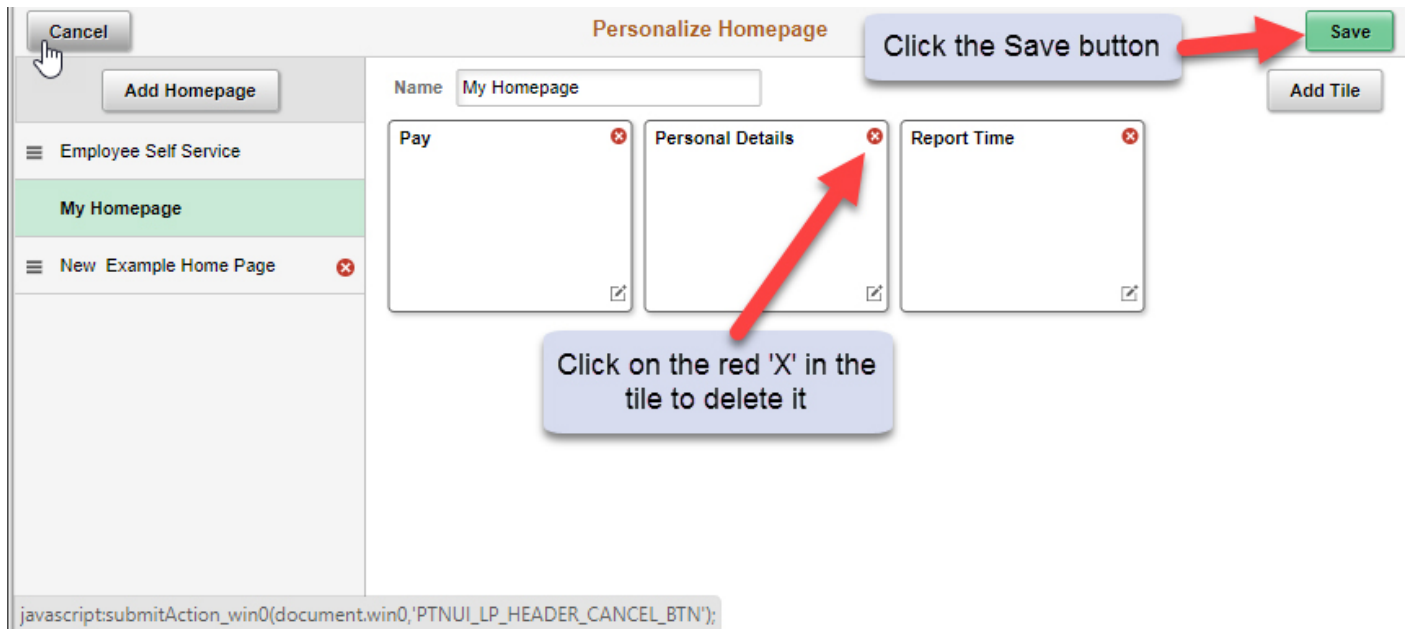 Cancel
Personalize Homepage
Click the Save button
Save
Add Homepage
Name My Homepage
Add Tile
Employee Self Service
My Homepage
New Example Home Page
Pay
Personal Details
Report Time
Click on the red 'X' in the
tile to delete it
javascript:submitAction_win0(document.win0,'PTNUI_LP_HEADER_CANCEL_BTN');